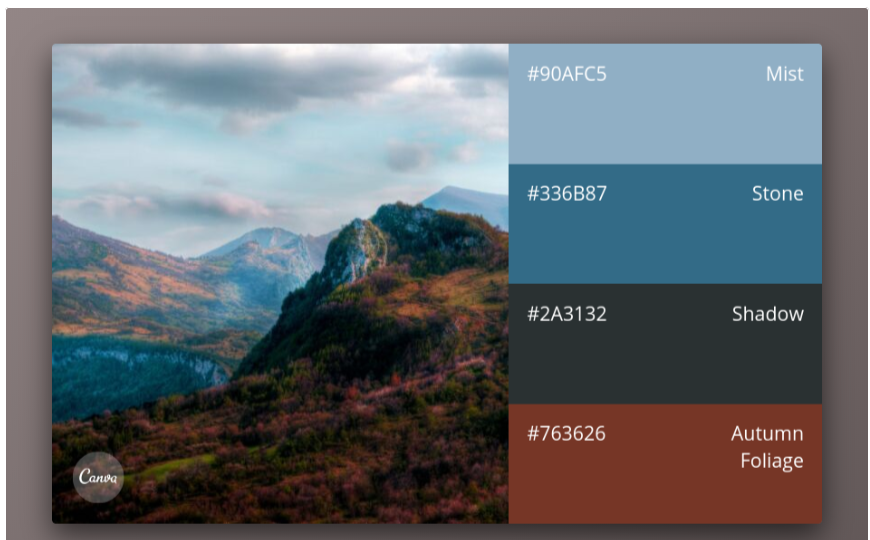 #90AFC5 Mist
#336B87 Stone
#2A3132 Shadow
#763626 Autumn
Foliage
Canva